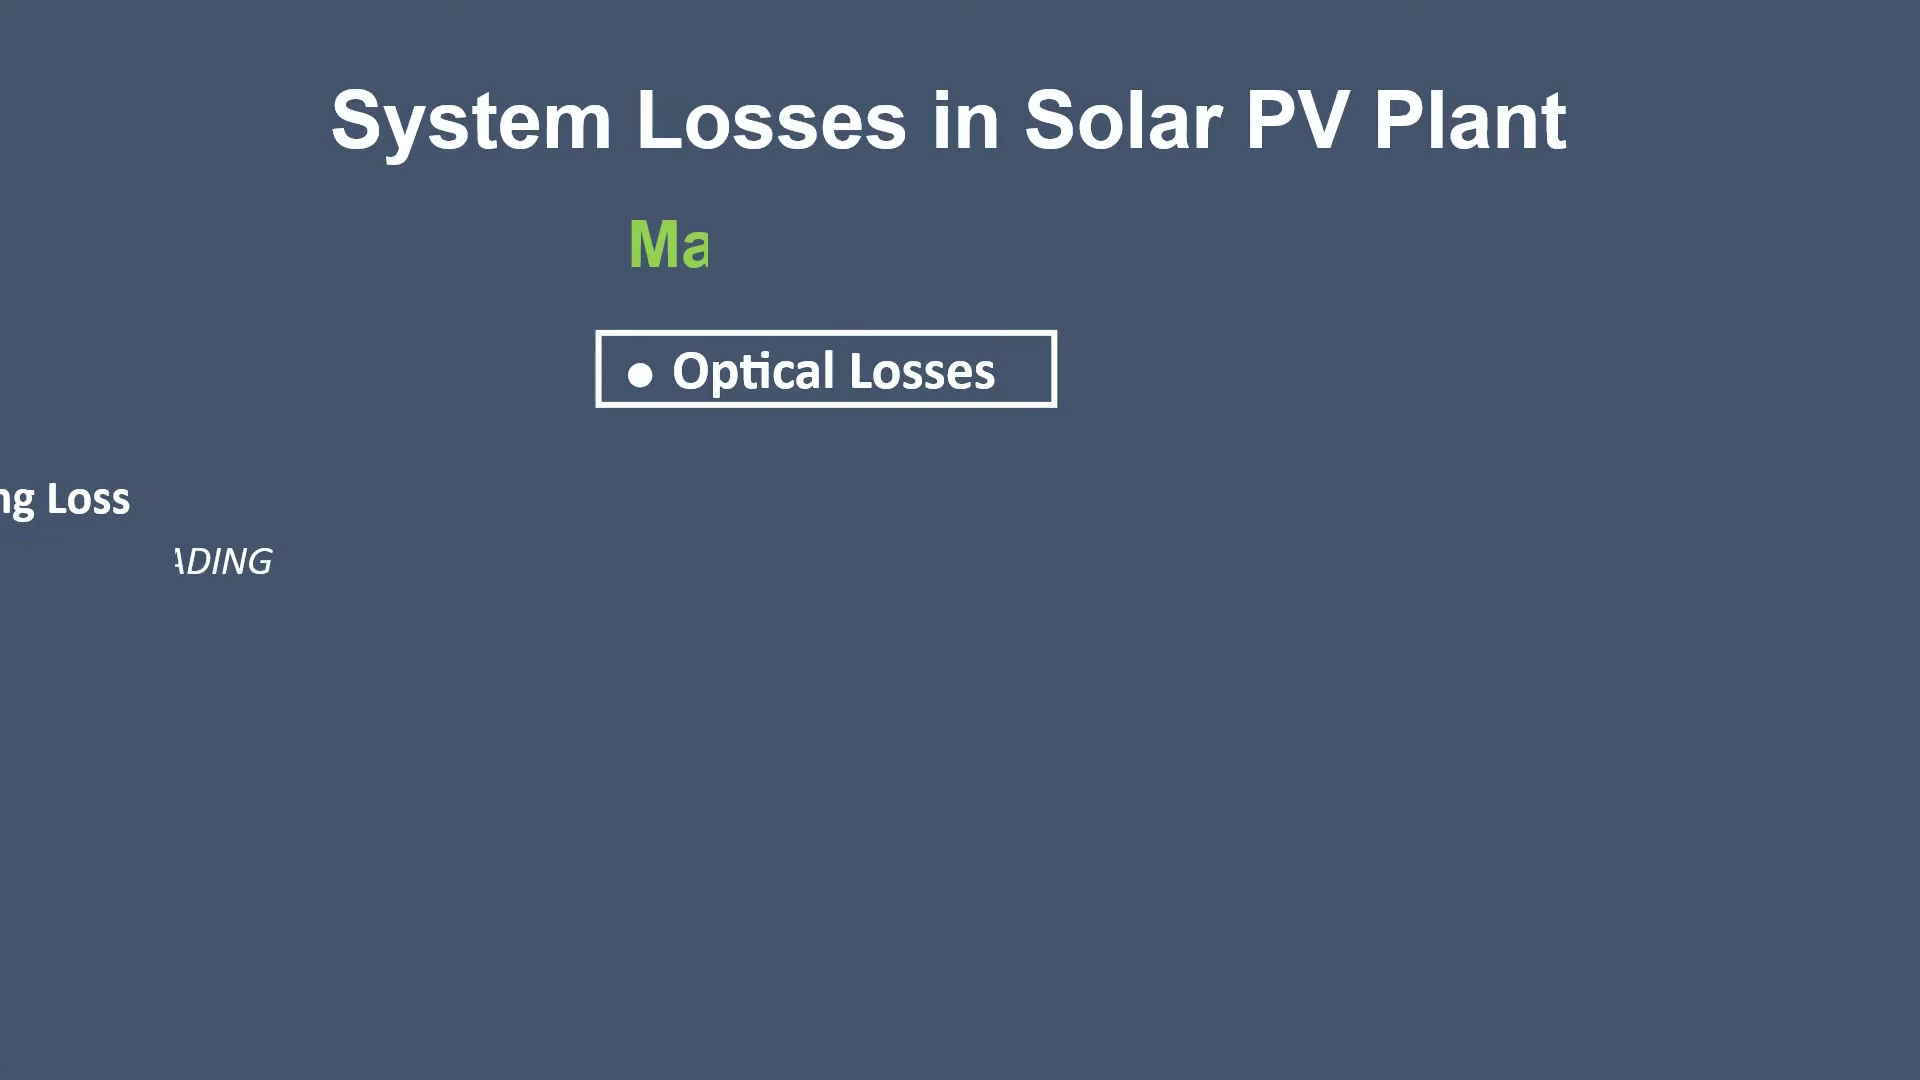 System Losses in Solar PV Plant
Ma
• Optical Losses
ng Loss
ADING